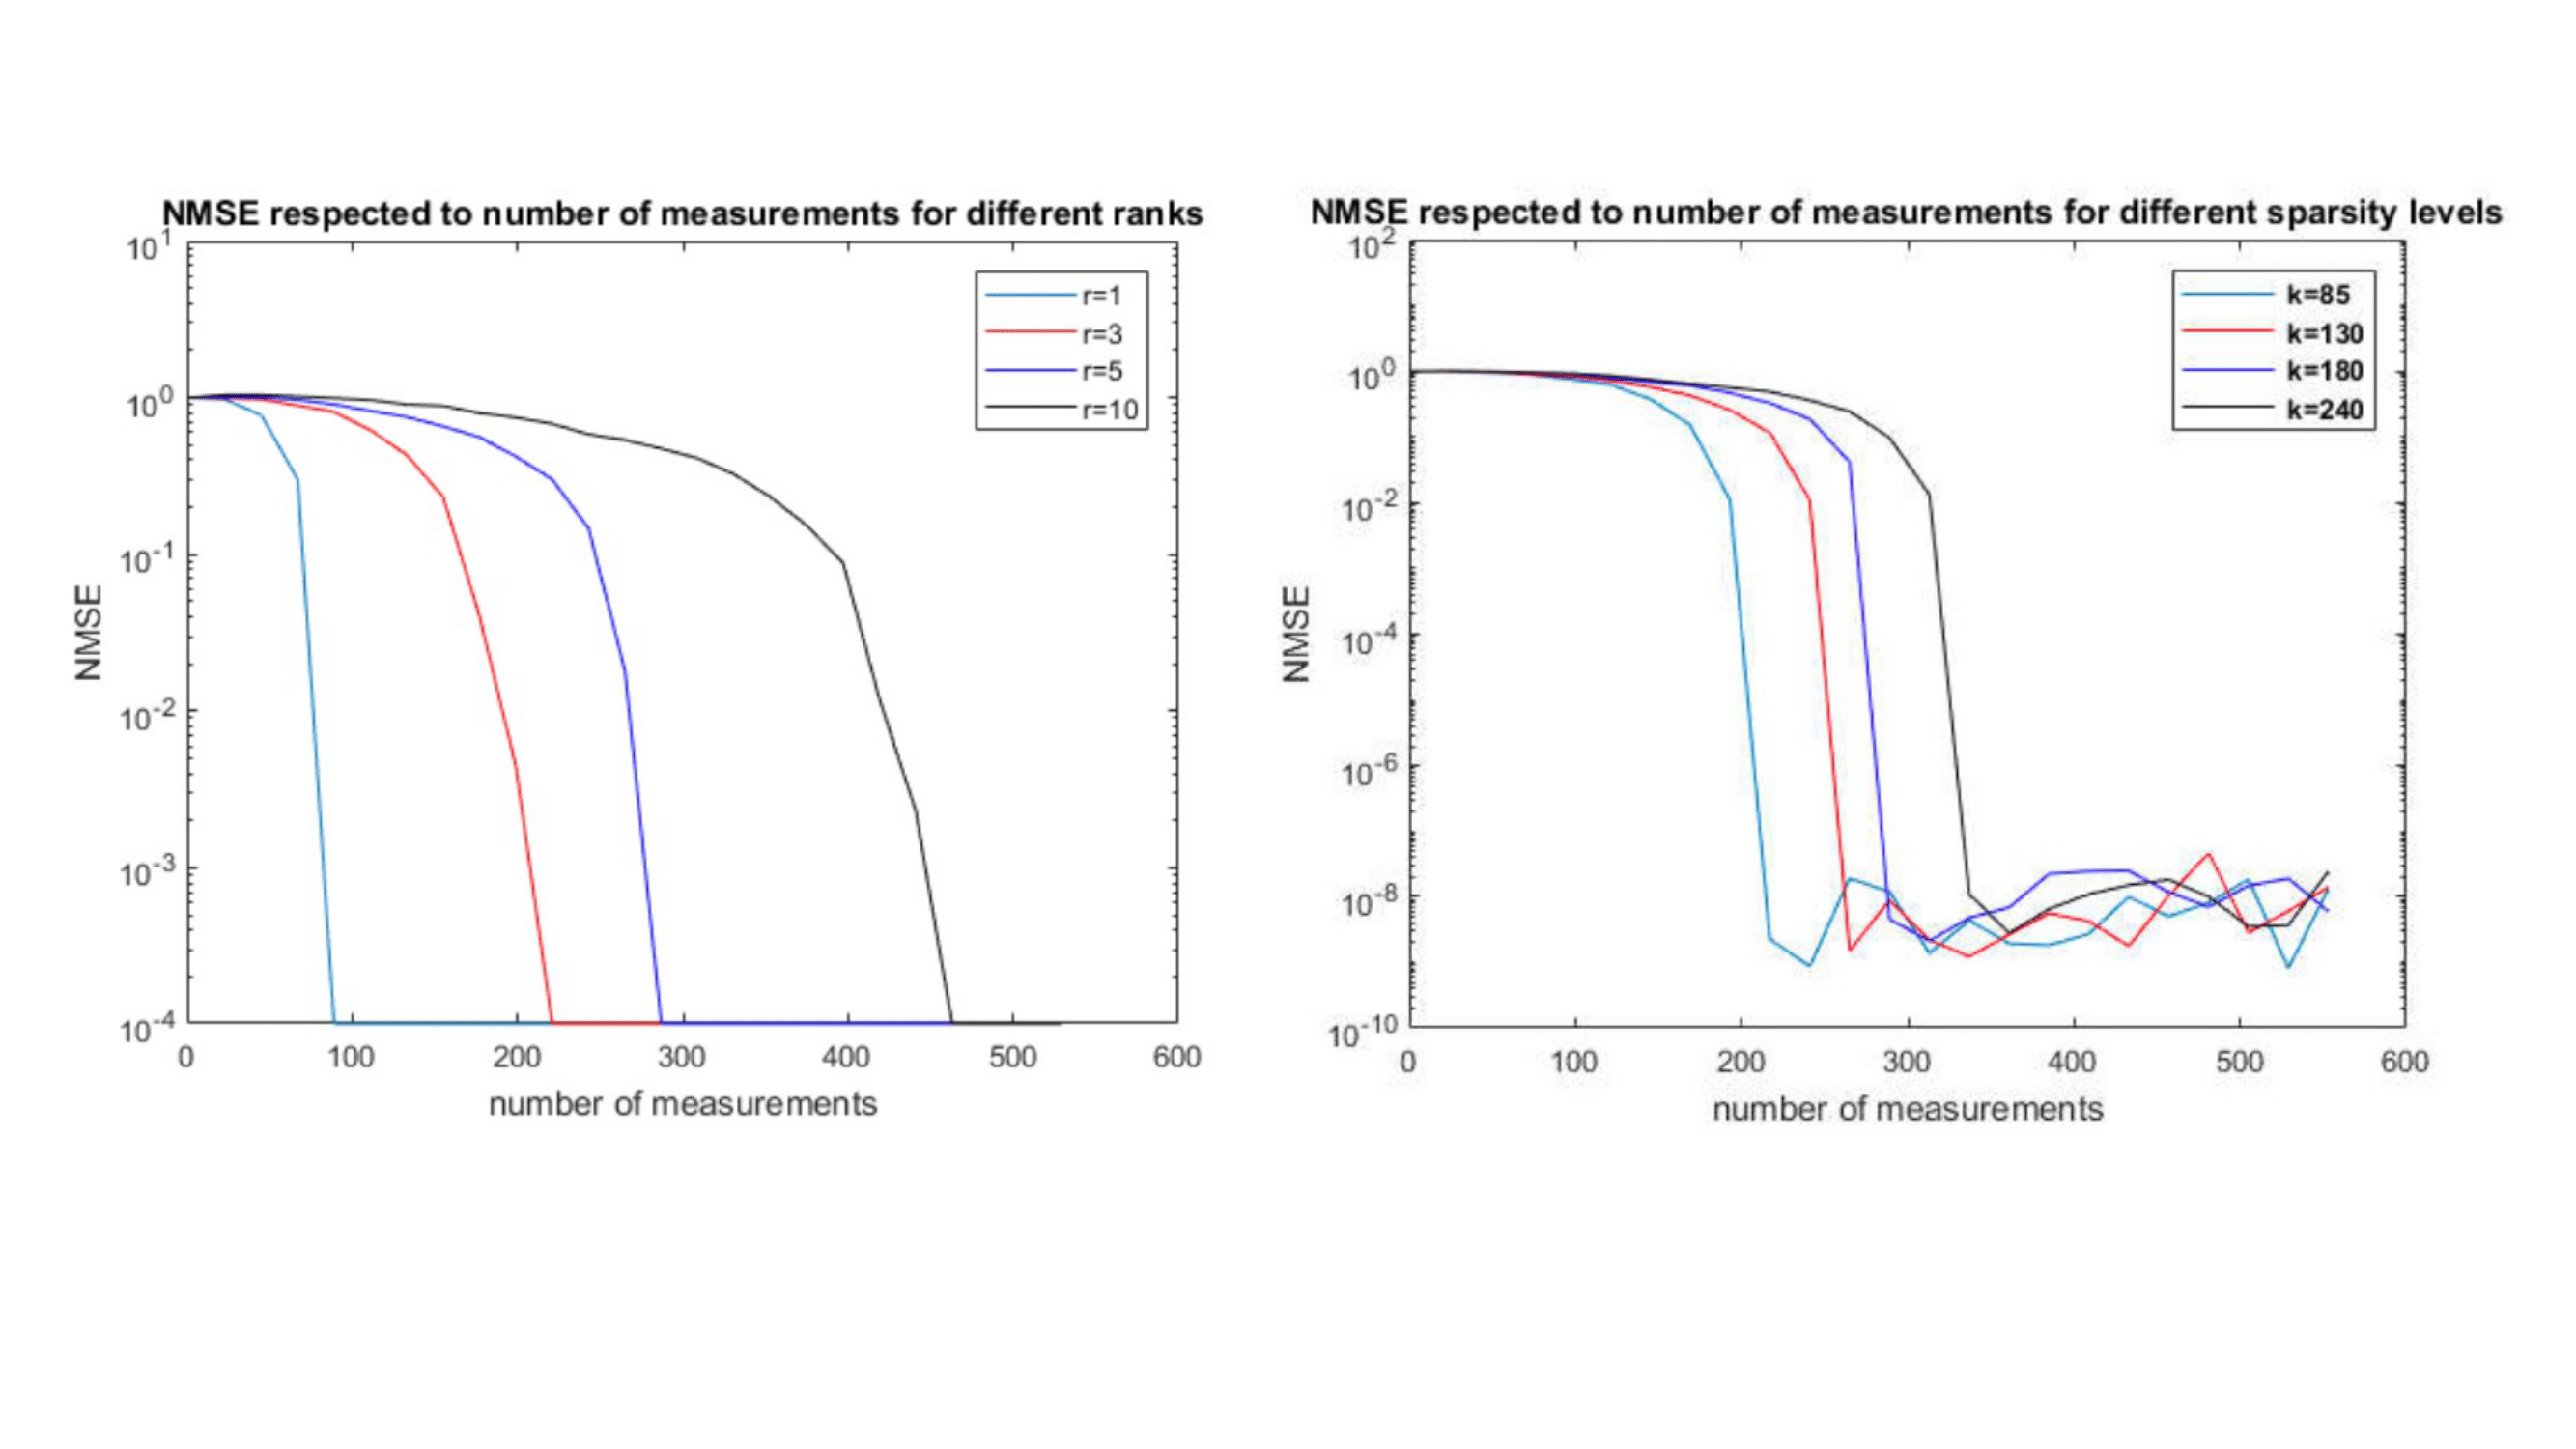 NMSE respected to number of measurements for different ranks
10^1
10^0
10^-1
10^-2
10^-3
10^-4
NMSE
r=1
r=3
r=5
r=10
0 100 200 300 400 500 600
number of measurements
NMSE respected to number of measurements for different sparsity levels
10^2
10^0
10^-2
10^-4
10^-6
10^-8
10^-10
NMSE
k=85
k=130
k=180
k=240
0 100 200 300 400 500 600
number of measurements